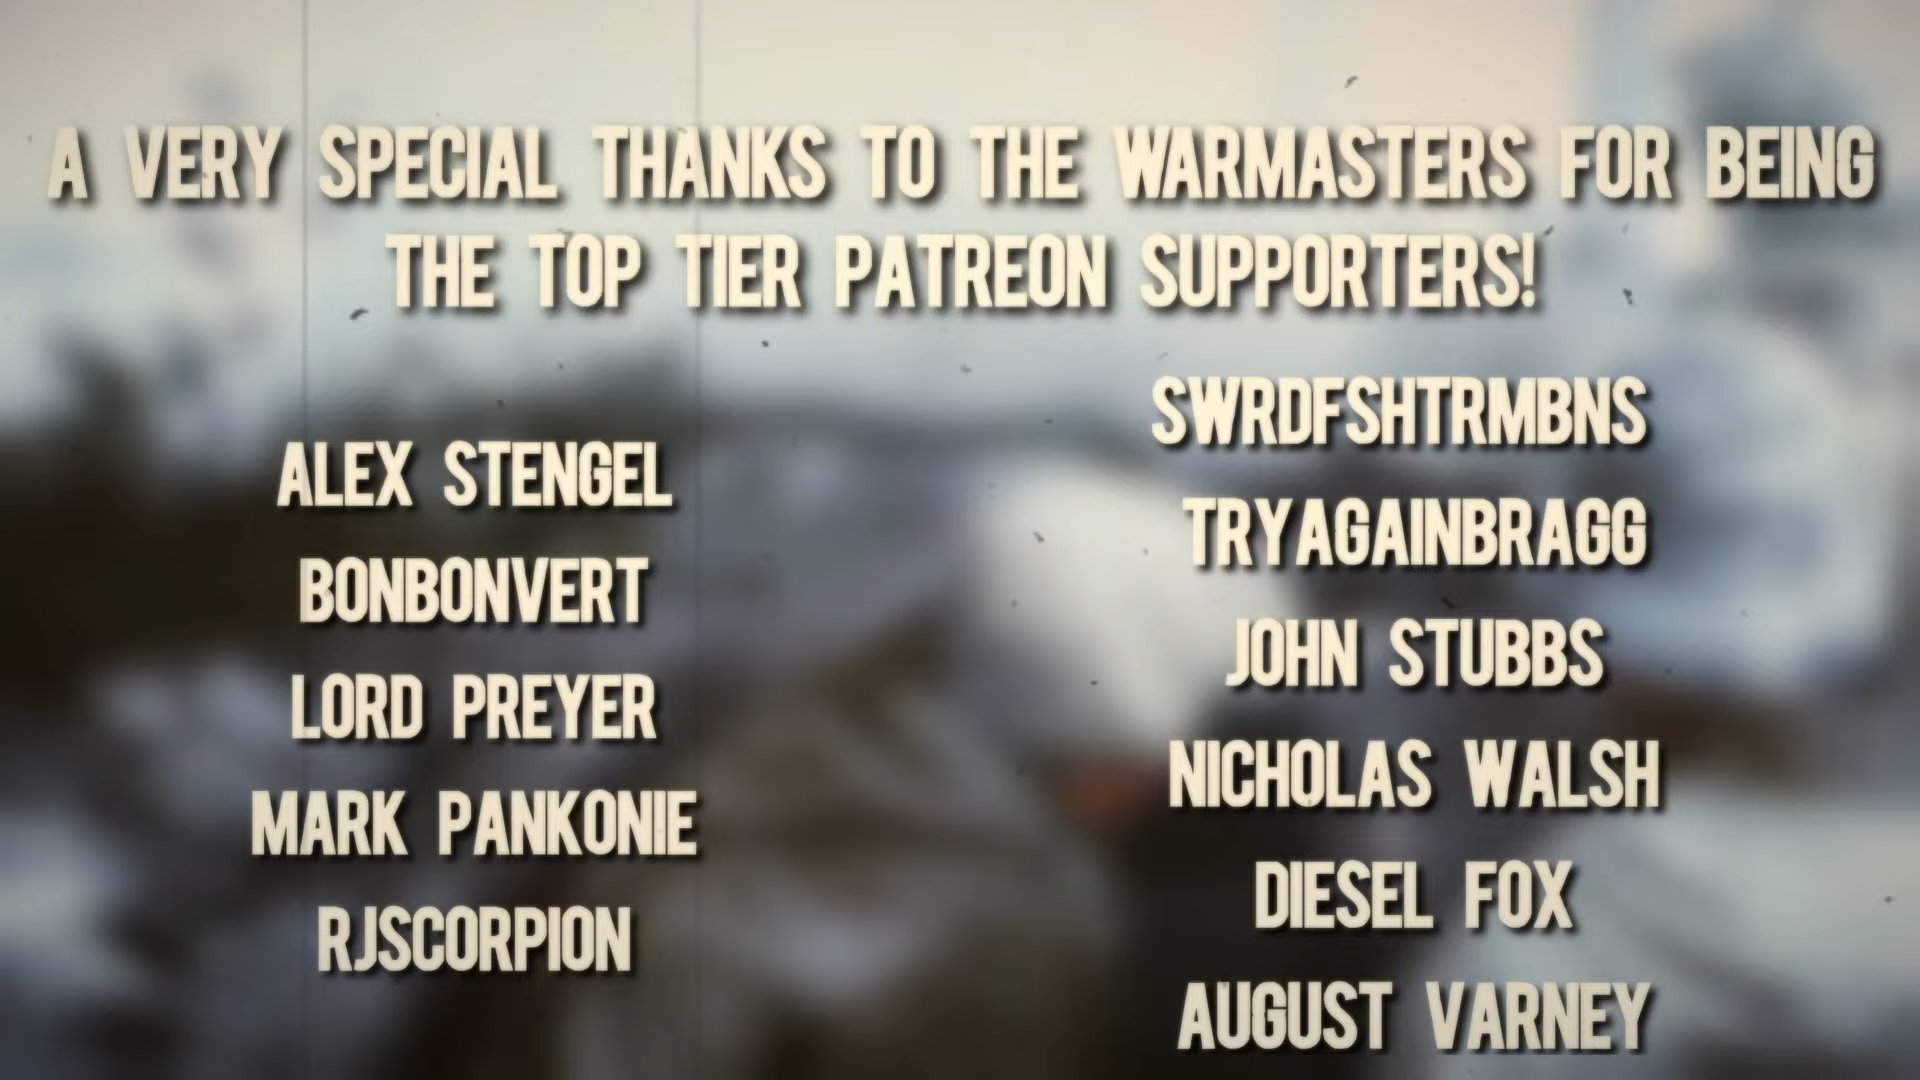 A VERY SPECIAL THANKS TO THE WARMASTERS FOR BEING
THE TOP TIER PATREON SUPPORTERS!
ALEX STENGEL
BONBONVERT
LORD PREYER
MARK PANKONIE
RJSCORPION
SWRDFSHTRMBNS
TRYAGAINBRAGG
JOHN STUBBS
NICHOLAS WALSH
DIESEL FOX
AUGUST VARNEY